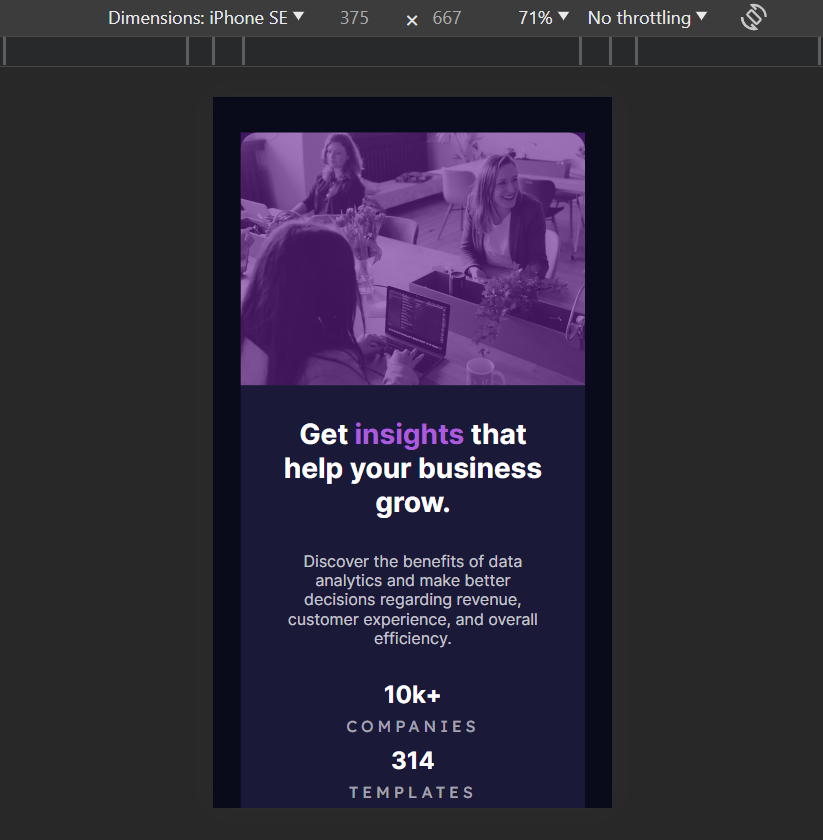 Dimensions: iPhone SE 375 × 667 71% No throttling
Get insights that
help your business
grow.
Discover the benefits of data
analytics and make better
decisions regarding revenue,
customer experience, and overall
efficiency.
10k+
COMPANIES
314
TEMPLATES